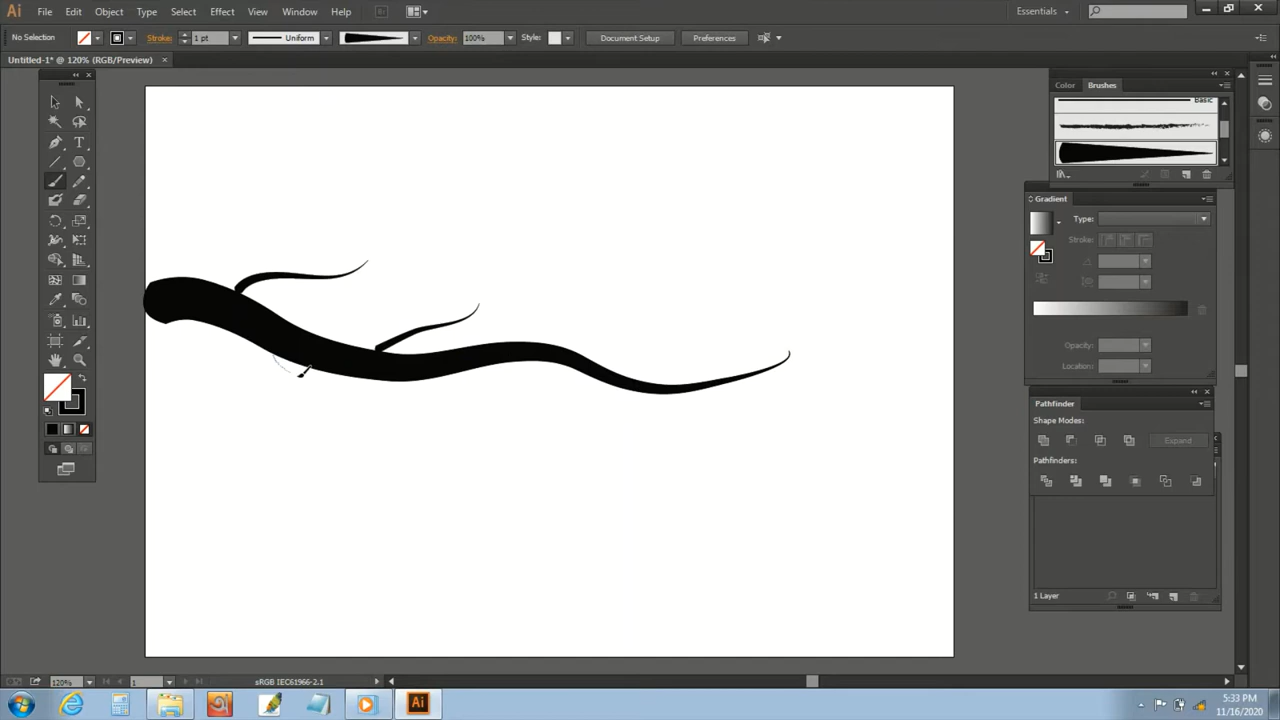 Ai File Edit Object Type Select Effect View Window Help Br Essentials
No Selection Stroke: 1 pt Uniform Opacity: 100% Style: Document Setup Preferences
Untitled-1* @ 120% (RGB/Preview)
Color Brushes
Basic
Gradient
Type:
Stroke:
Opacity:
Location:
Pathfinder
Shape Modes:
Expand
Pathfinders:
1 Layer
120% 1 sRGB IEC61966-2.1
Ai
5:33 PM
11/16/2020